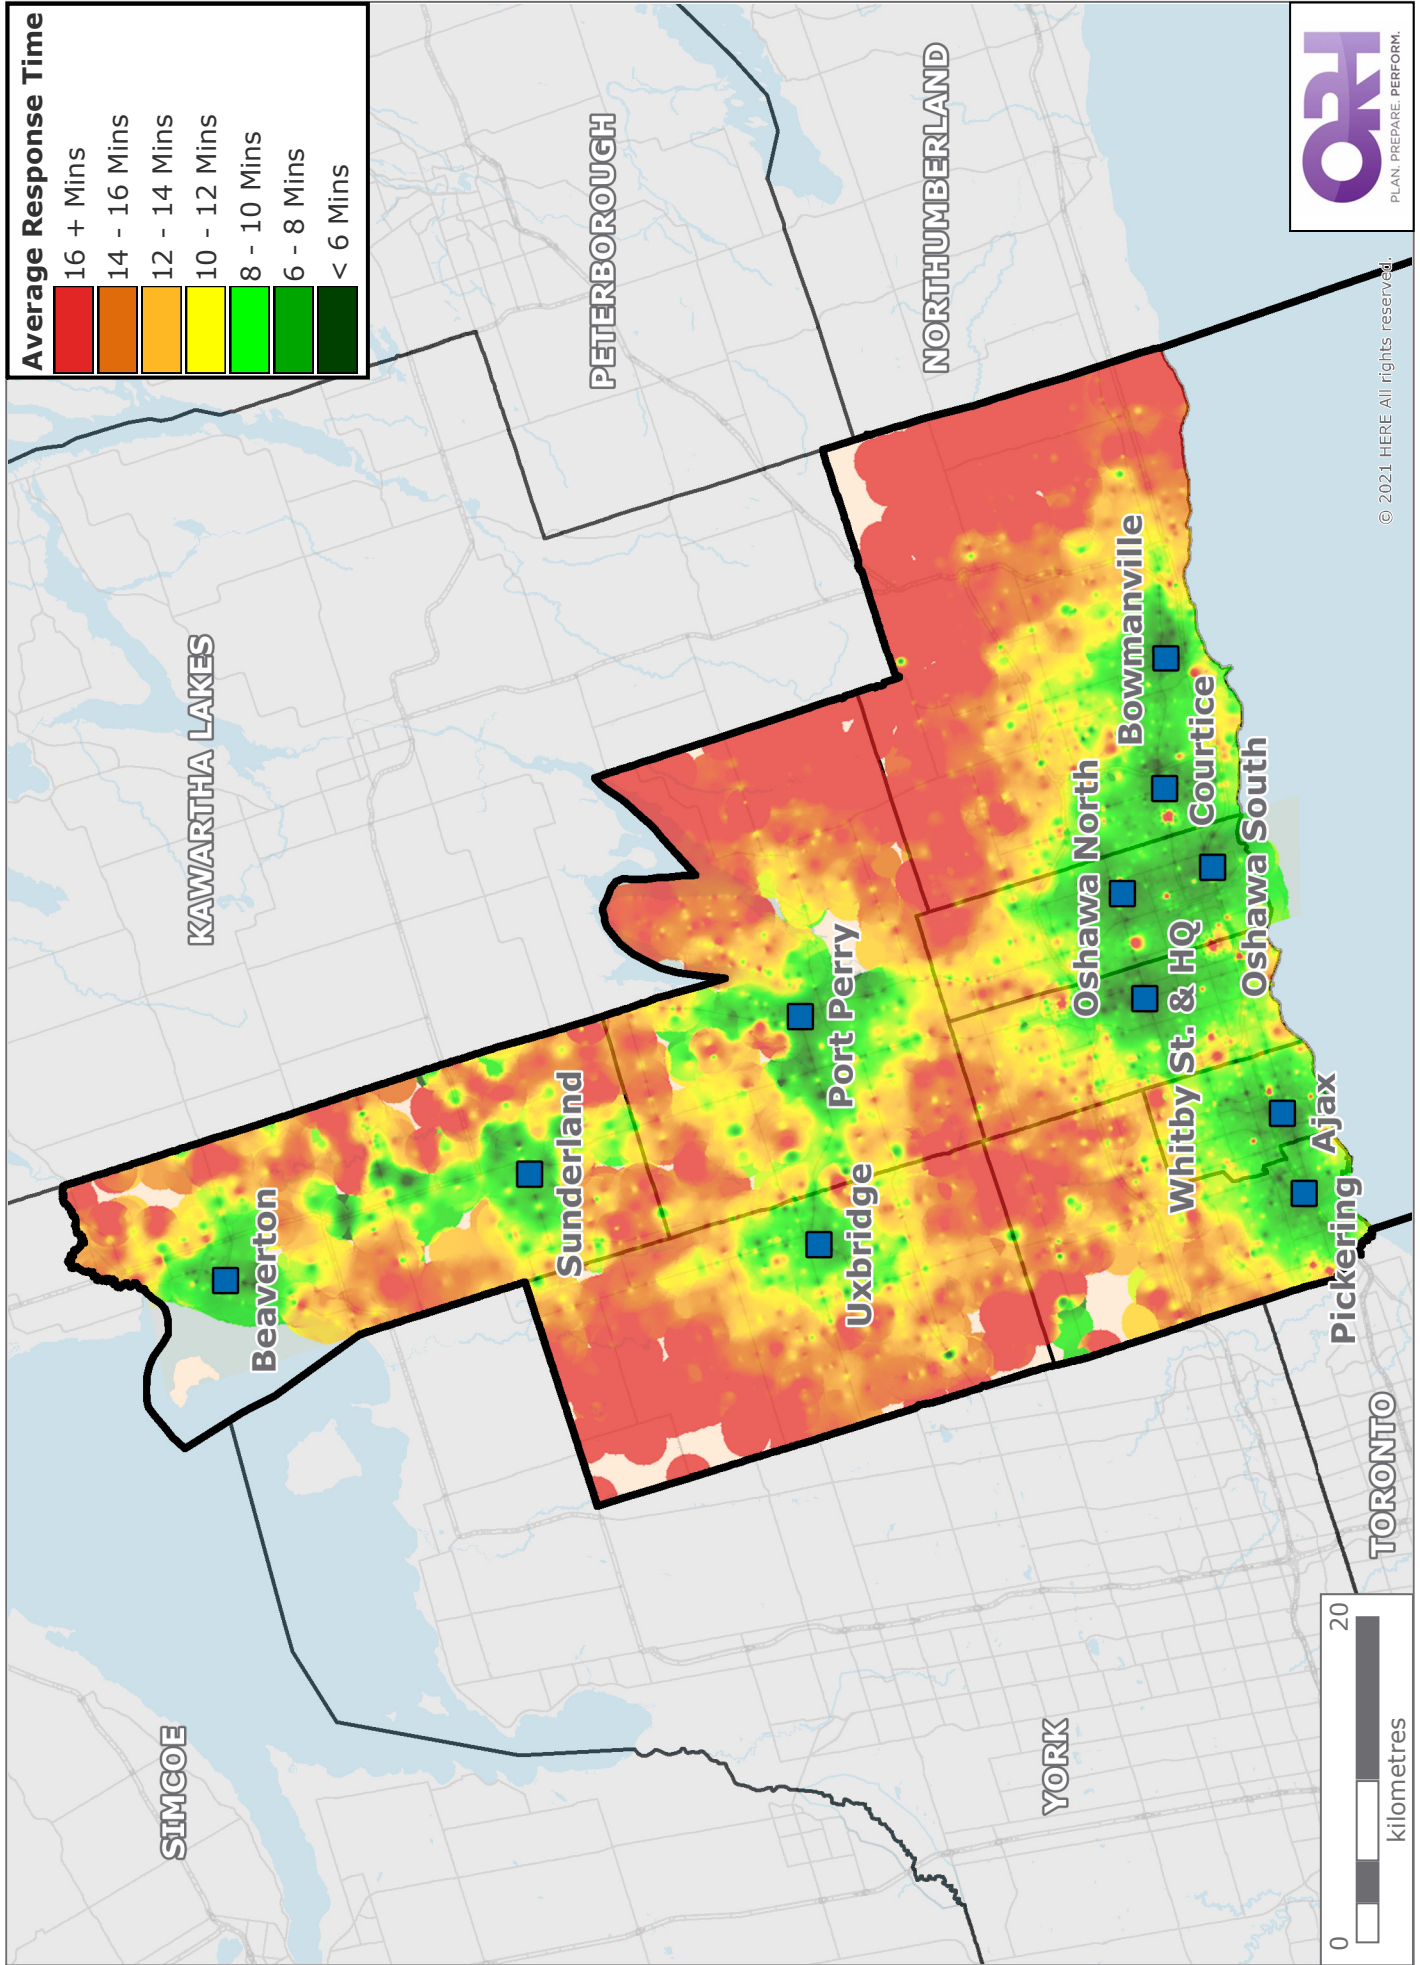 Average Response Time
16 + Mins
14 - 16 Mins
12 - 14 Mins
10 - 12 Mins
8 - 10 Mins
6 - 8 Mins
< 6 Mins
SIMCOE
KAWARTHA LAKES
PETERBOROUGH
NORTHUMBERLAND
YORK
TORONTO
Beaverton
Sunderland
Uxbridge
Port Perry
Oshawa North
Bowmanville
Whitby St. & HQ
Courtice
Oshawa South
Ajax
Pickering
0 20
kilometres
© 2021 HERE All rights reserved.
ORH
PLAN. PREPARE. PERFORM.